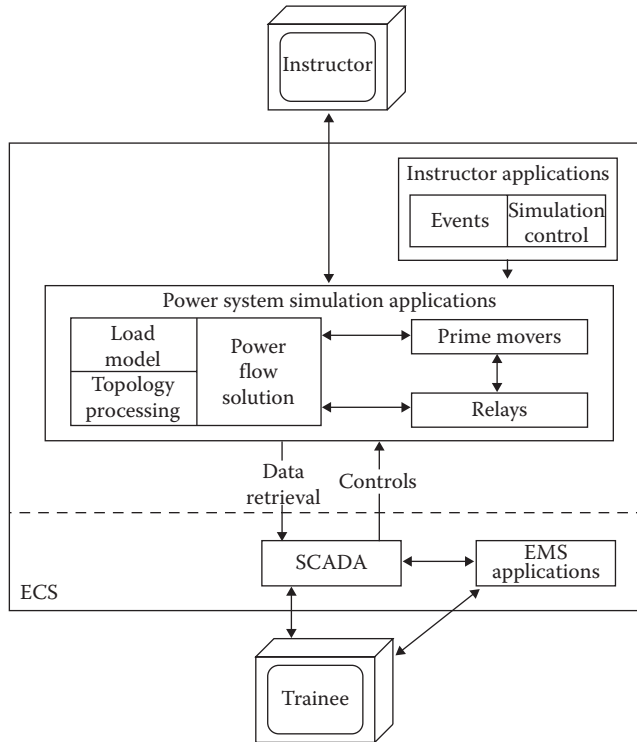 Instructor
Instructor applications
Events
Simulation
control
Power system simulation applications
Load
model
Topology
processing
Power
flow
solution
Prime movers
Relays
Data
retrieval
Controls
SCADA
EMS
applications
ECS
Trainee